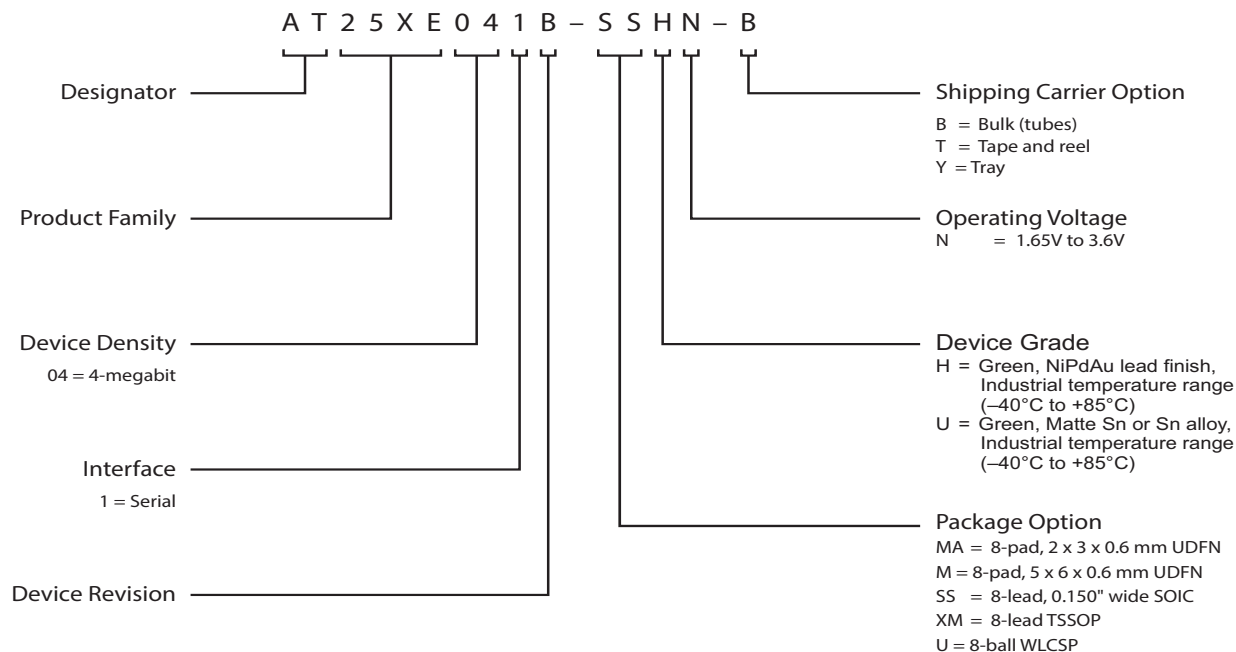 A T 2 5 X E 0 4 1 B – S S H N – B
Designator
Product Family
Device Density
04 = 4-megabit
Interface
1 = Serial
Device Revision
Shipping Carrier Option
B = Bulk (tubes)
T = Tape and reel
Y = Tray
Operating Voltage
N = 1.65V to 3.6V
Device Grade
H = Green, NiPdAu lead finish,
Industrial temperature range
(–40°C to +85°C)
U = Green, Matte Sn or Sn alloy,
Industrial temperature range
(–40°C to +85°C)
Package Option
MA = 8-pad, 2 x 3 x 0.6 mm UDFN
M = 8-pad, 5 x 6 x 0.6 mm UDFN
SS = 8-lead, 0.150" wide SOIC
XM = 8-lead TSSOP
U = 8-ball WLCSP